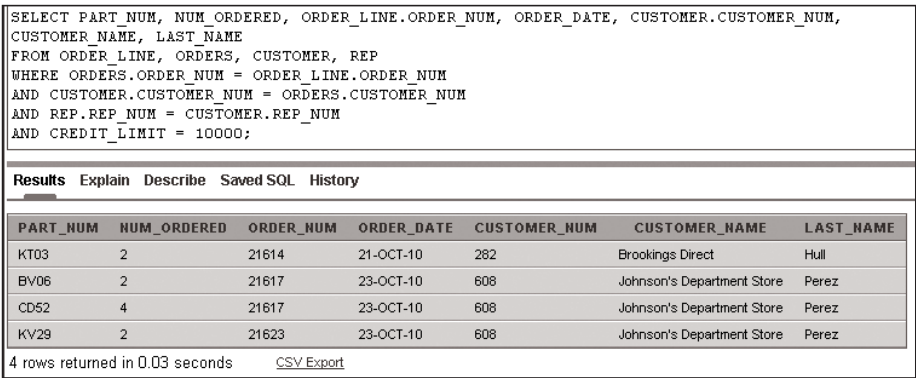 SELECT PART_NUM, NUM_ORDERED, ORDER_LINE.ORDER_NUM, ORDER_DATE, CUSTOMER.CUSTOMER_NUM,
CUSTOMER_NAME, LAST_NAME
FROM ORDER_LINE, ORDERS, CUSTOMER, REP
WHERE ORDERS.ORDER_NUM = ORDER_LINE.ORDER_NUM
AND CUSTOMER.CUSTOMER_NUM = ORDERS.CUSTOMER_NUM
AND REP.REP_NUM = CUSTOMER.REP_NUM
AND CREDIT_LIMIT = 10000;
Results Explain Describe Saved SQL History
PART_NUM NUM_ORDERED ORDER_NUM ORDER_DATE CUSTOMER_NUM CUSTOMER_NAME LAST_NAME
KT03 2 21614 21-OCT-10 282 Brookings Direct Hull
BV06 2 21617 23-OCT-10 608 Johnson's Department Store Perez
CD52 4 21617 23-OCT-10 608 Johnson's Department Store Perez
KV29 2 21623 23-OCT-10 608 Johnson's Department Store Perez
4 rows returned in 0.03 seconds CSV Export